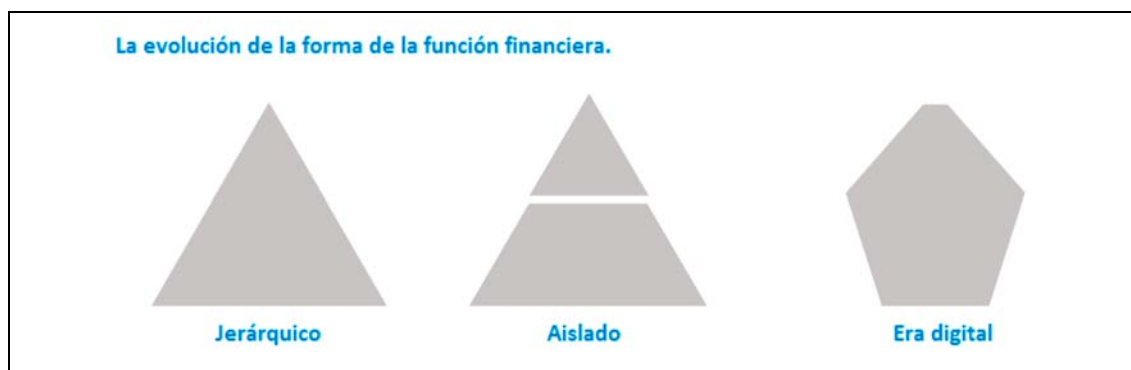 La evolución de la forma de la función financiera.
Jerárquico
Aislado
Era digital